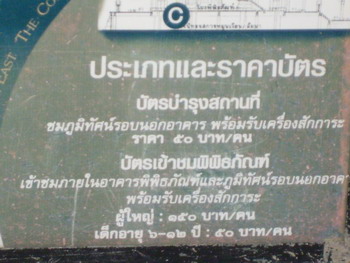 EAST THE CO
C
ประเภทและราคาบัตร
บัตรบำรุงสถานที่
ชมภูมิทัศน์รอบนอกอาคาร พร้อมรับเครื่องสักการะ
ราคา ๕๐ บาท/คน
บัตรเข้าชมพิพิธภัณฑ์
เข้าชมภายในอาคารพิพิธภัณฑ์และภูมิทัศน์รอบนอกอาคา
พร้อมรับเครื่องสักการะ
ผู้ใหญ่ : ๑๕๐ บาท/คน
เด็กอายุ ๖-๑๒ ปี : ๕๐ บาท/คน